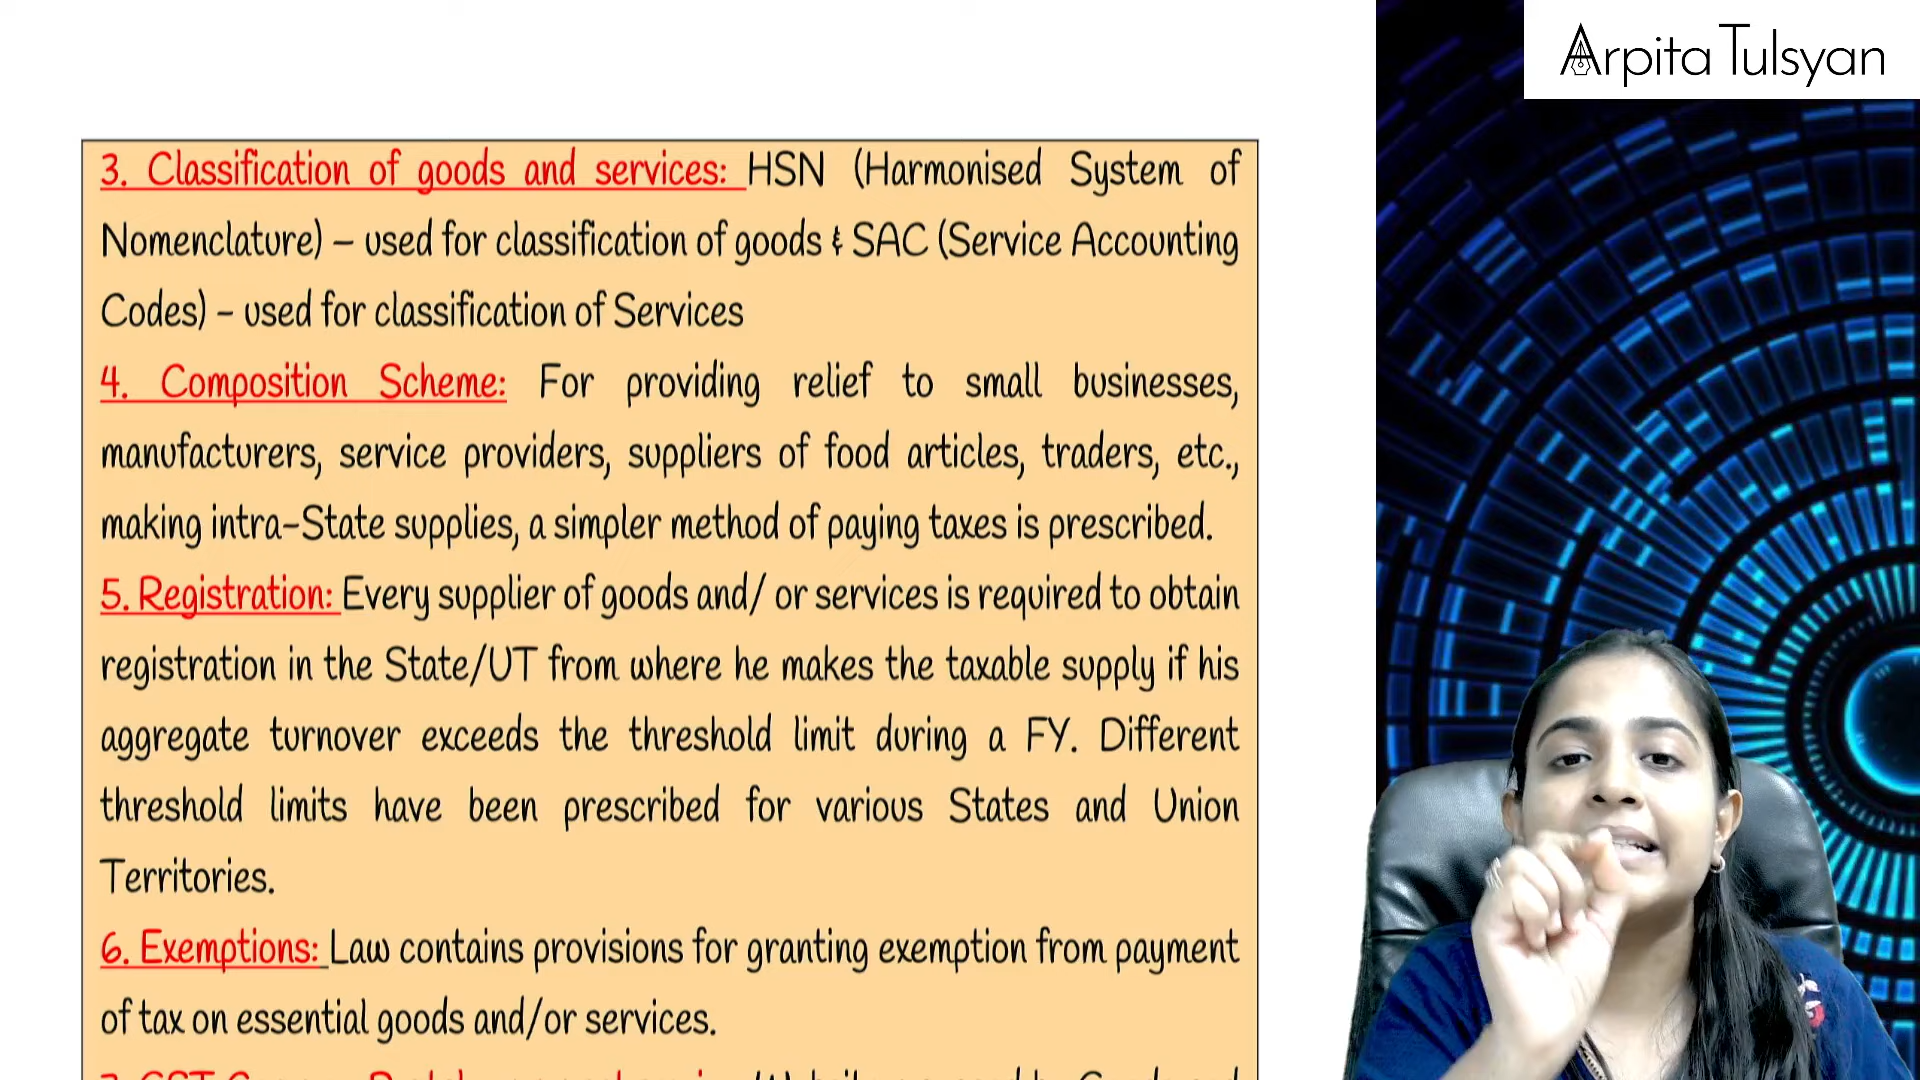 Arpita Tulsyan
3. Classification of goods and services: HSN (Harmonised System of
Nomenclature) – used for classification of goods & SAC (Service Accounting
Codes) – used for classification of Services
4. Composition Scheme: For providing relief to small businesses,
manufacturers, service providers, suppliers of food articles, traders, etc.,
making intra-State supplies, a simpler method of paying taxes is prescribed.
5. Registration: Every supplier of goods and/ or services is required to obtain
registration in the State/UT from where he makes the taxable supply if his
aggregate turnover exceeds the threshold limit during a FY. Different
threshold limits have been prescribed for various States and Union
Territories.
6. Exemptions: Law contains provisions for granting exemption from payment
of tax on essential goods and/or services.